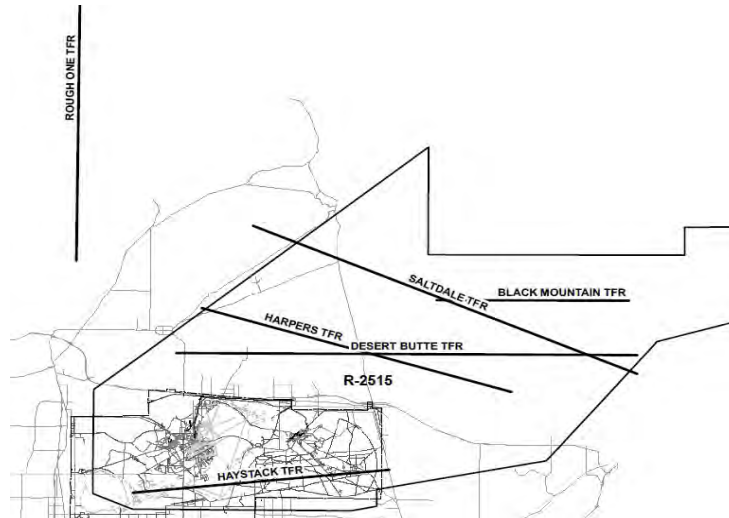 ROUGH ONE TFR
SALTDALE TFR
BLACK MOUNTAIN TFR
HARPERS TFR
DESERT BUTTE TFR
R-2515
HAYSTACK TFR